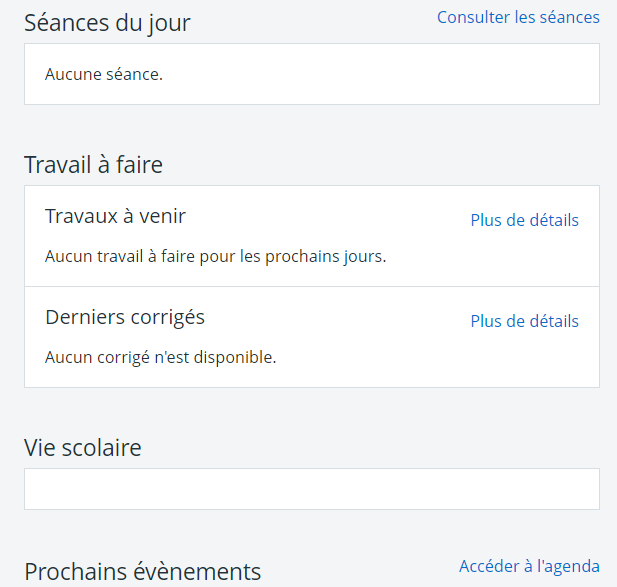 Séances du jour
Consulter les séances
Aucune séance.
Travail à faire
Travaux à venir
Plus de détails
Aucun travail à faire pour les prochains jours.
Derniers corrigés
Plus de détails
Aucun corrigé n'est disponible.
Vie scolaire
Prochains évènements
Accéder à l'agenda